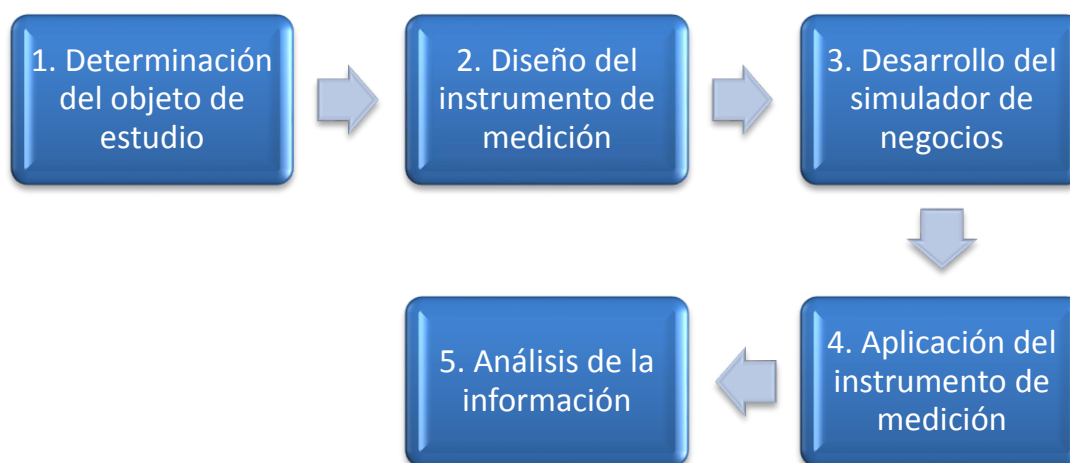 1. Determinación
del objeto de
estudio
2. Diseño del
instrumento de
medición
3. Desarrollo del
simulador de
negocios
4. Aplicación del
instrumento de
medición
5. Análisis de la
información